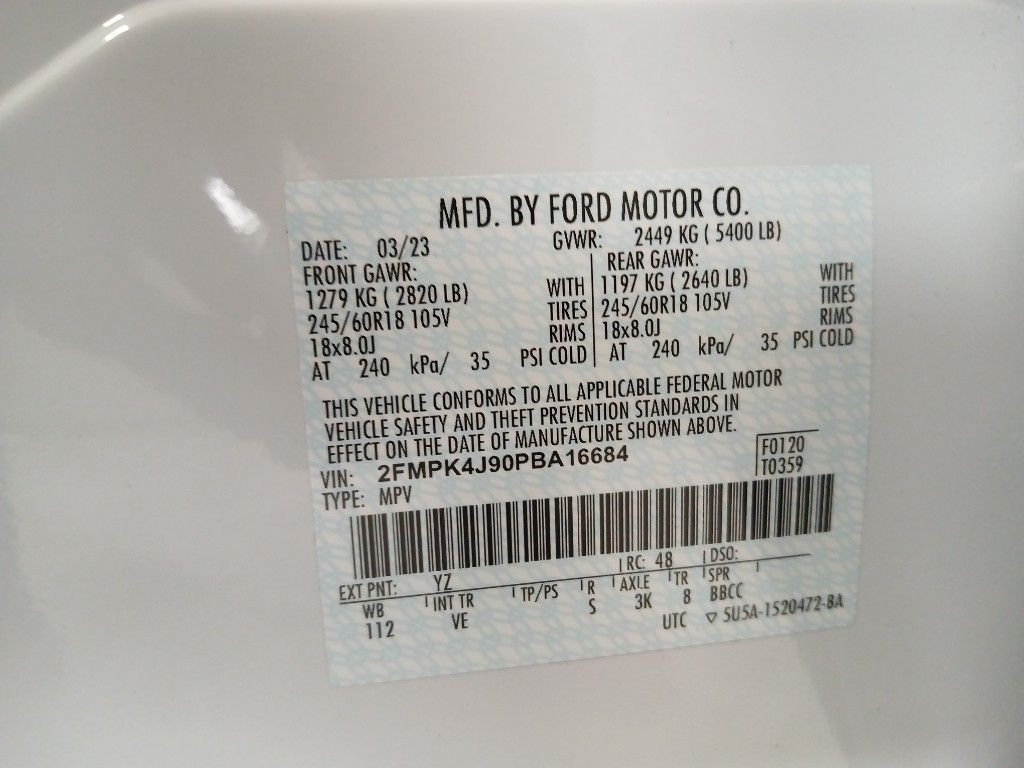 MFD. BY FORD MOTOR CO.
DATE: 03/23 GVWR: 2449 KG ( 5400 LB)
FRONT GAWR: REAR GAWR:
1279 KG ( 2820 LB) WITH 1197 KG ( 2640 LB) WITH
245/60R18 105V TIRES 245/60R18 105V TIRES
18x8.0J RIMS 18x8.0J RIMS
AT 240 kPa/ 35 PSI COLD AT 240 kPa/ 35 PSI COLD
THIS VEHICLE CONFORMS TO ALL APPLICABLE FEDERAL MOTOR
VEHICLE SAFETY AND THEFT PREVENTION STANDARDS IN
EFFECT ON THE DATE OF MANUFACTURE SHOWN ABOVE.
VIN: 2FMPK4J90PBA16684 F0120
TYPE: MPV T0359
EXT PNT: YZ RC: 48 DSO:
WB INT TR TP/PS R AXLE TR SPR
112 VE S 3K 8 BBCC
UTC ▽ 5U5A-1520472-BA